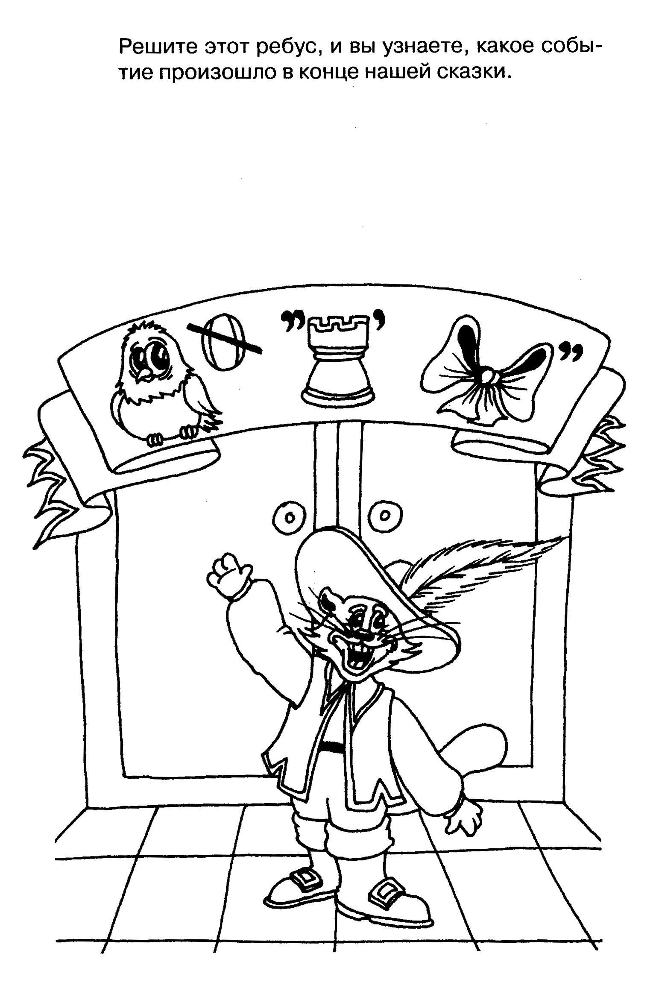 Решите этот ребус, и вы узнаете, какое собы-
тие произошло в конце нашей сказки.